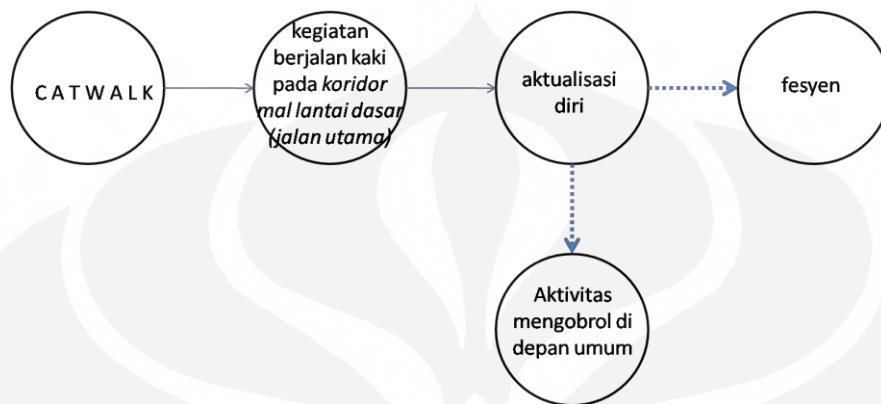 CATWALK
kegiatan
berjalan kaki
pada koridor
mal lantai dasar
(jalan utama)
aktualisasi
diri
fesyen
Aktivitas
mengobrol di
depan umum